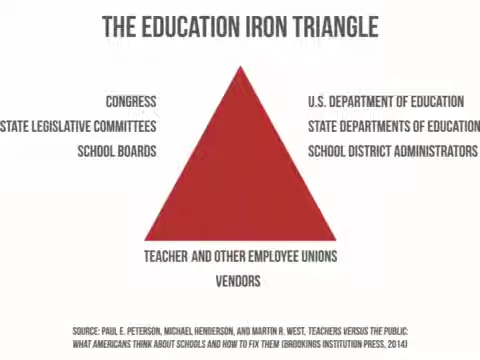 THE EDUCATION IRON TRIANGLE
CONGRESS
STATE LEGISLATIVE COMMITTEES
SCHOOL BOARDS
U.S. DEPARTMENT OF EDUCATION
STATE DEPARTMENTS OF EDUCATION
SCHOOL DISTRICT ADMINISTRATORS
TEACHER AND OTHER EMPLOYEE UNIONS
VENDORS
SOURCE: PAUL E. PETERSON, MICHAEL HENDERSON, AND MARTIN R. WEST, TEACHERS VERSUS THE PUBLIC:
WHAT AMERICANS THINK ABOUT SCHOOLS AND HOW TO FIX THEM (BROOKINGS INSTITUTION PRESS, 2014)